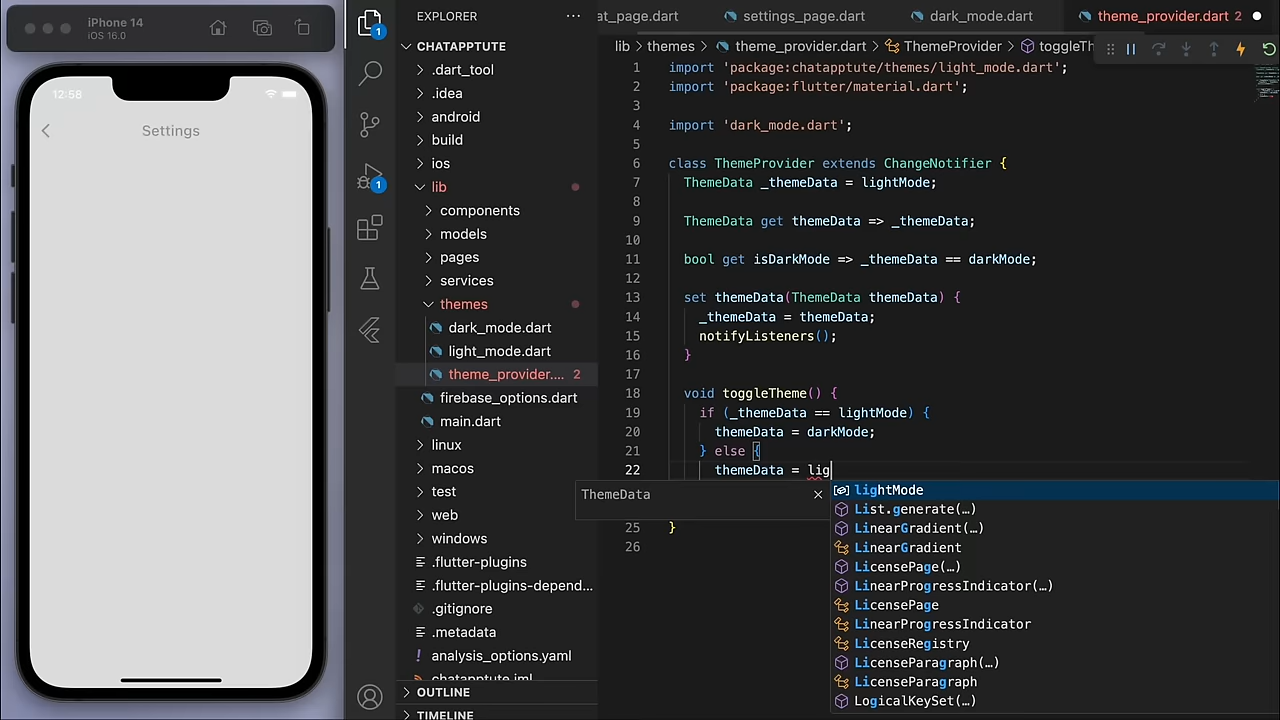 iPhone 14
iOS 16.0
12:58
Settings
1
1
EXPLORER
CHATAPPTUTE
.dart_tool
.idea
android
build
ios
lib
components
models
pages
services
themes
dark_mode.dart
light_mode.dart
theme_provider.... 2
firebase_options.dart
main.dart
linux
macos
test
web
windows
.flutter-plugins
.flutter-plugins-depend...
.gitignore
.metadata
analysis_options.yaml
chatapptute.iml
OUTLINE
TIMELINE
at_page.dart settings_page.dart dark_mode.dart theme_provider.dart 2
lib > themes > theme_provider.dart > ThemeProvider > toggleTh
1 import 'package:chatapptute/themes/light_mode.dart';
2 import 'package:flutter/material.dart';
3
4 import 'dark_mode.dart';
5
6 class ThemeProvider extends ChangeNotifier {
7 ThemeData _themeData = lightMode;
8
9 ThemeData get themeData => _themeData;
10
11 bool get isDarkMode => _themeData == darkMode;
12
13 set themeData(ThemeData themeData) {
14 _themeData = themeData;
15 notifyListeners();
16 }
17
18 void toggleTheme() {
19 if (_themeData == lightMode) {
20 themeData = darkMode;
21 } else {
22 themeData = lig
25 }
26
ThemeData
lightMode
List.generate(…)
LinearGradient(…)
LinearGradient
LicensePage(…)
LinearProgressIndicator(…)
LicensePage
LinearProgressIndicator
LicenseRegistry
LicenseParagraph(…)
LicenseParagraph
LogicalKeySet(…)